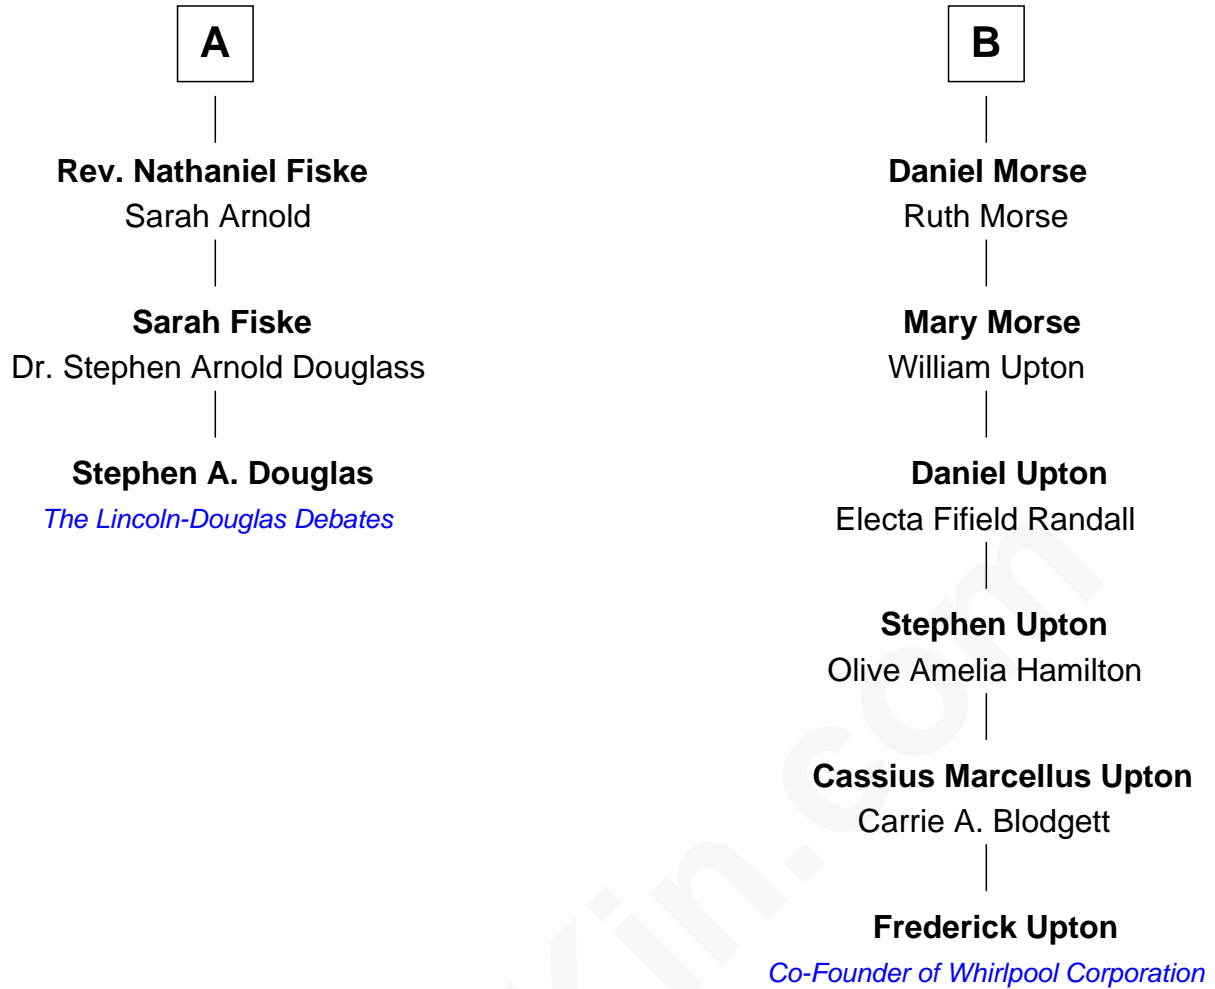 A
Rev. Nathaniel Fiske
Sarah Arnold
Sarah Fiske
Dr. Stephen Arnold Douglass
Stephen A. Douglas
The Lincoln-Douglas Debates
B
Daniel Morse
Ruth Morse
Mary Morse
William Upton
Daniel Upton
Electa Fifield Randall
Stephen Upton
Olive Amelia Hamilton
Cassius Marcellus Upton
Carrie A. Blodgett
Frederick Upton
Co-Founder of Whirlpool Corporation
Kin.com